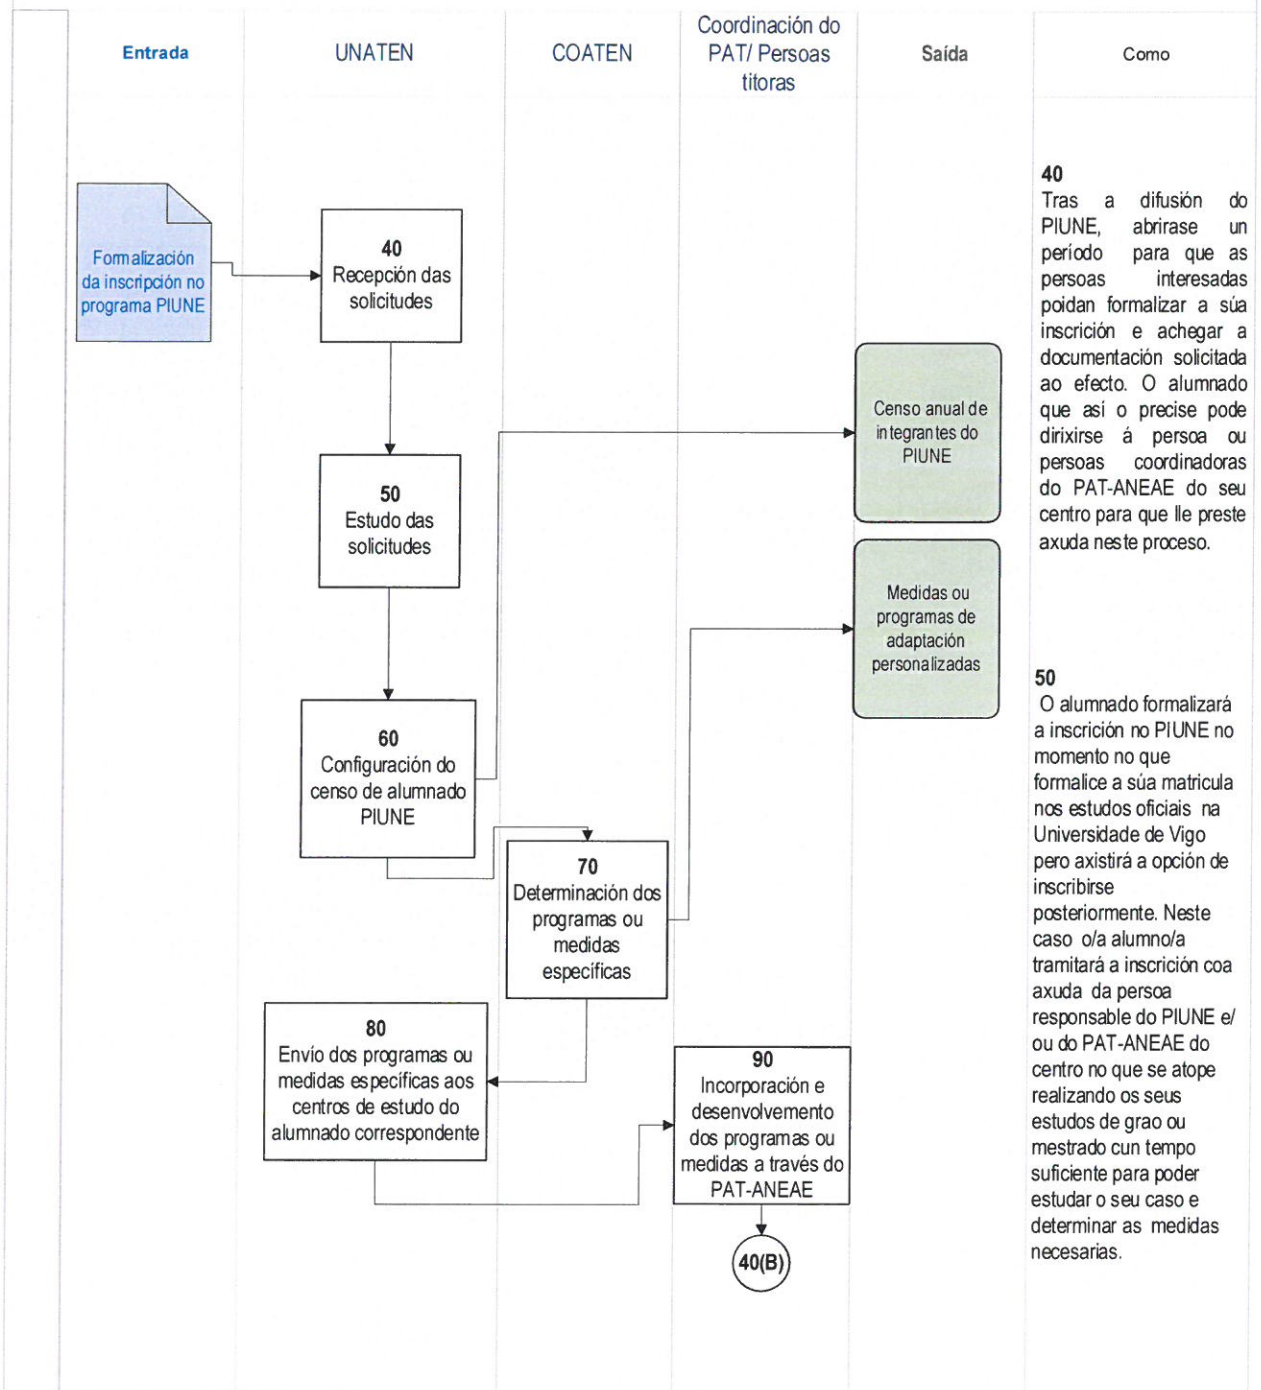 Entrada
UNATEN
COATEN
Coordinación do
PAT/ Persoas
titoras
Saída
Como
Formalización
da inscripción no
programa PIUNE
40
Recepción das
solicitudes
50
Estudo das
solicitudes
60
Configuración do
censo de alumnado
PIUNE
70
Determinación dos
programas ou
medidas
específicas
80
Envío dos programas ou
medidas específicas aos
centros de estudo do
alumnado correspondente
90
Incorporación e
desenvolvemento
dos programas ou
medidas a través do
PAT-ANEAE
40(B)
Censo anual de
integrantes do
PIUNE
Medidas ou
programas de
adaptación
personalizadas
40
Tras a difusión do
PIUNE, abrirase un
período para que as
persoas interesadas
poidan formalizar a súa
inscrición e achegar a
documentación solicitada
ao efecto. O alumnado
que así o precise pode
dirixirse á persoa ou
persoas coordinadoras
do PAT-ANEAE do seu
centro para que lle preste
axuda neste proceso.
50
O alumnado formalizará
a inscrición no PIUNE no
momento no que
formalice a súa matricula
nos estudos oficiais na
Universidade de Vigo
pero axistirá a opción de
inscribirse
posteriormente. Neste
caso o/a alumno/a
tramitará a inscrición coa
axuda da persoa
responsable do PIUNE e/
ou do PAT-ANEAE do
centro no que se atope
realizando os seus
estudos de grao ou
mestrado cun tempo
suficiente para poder
estudar o seu caso e
determinar as medidas
necesarias.